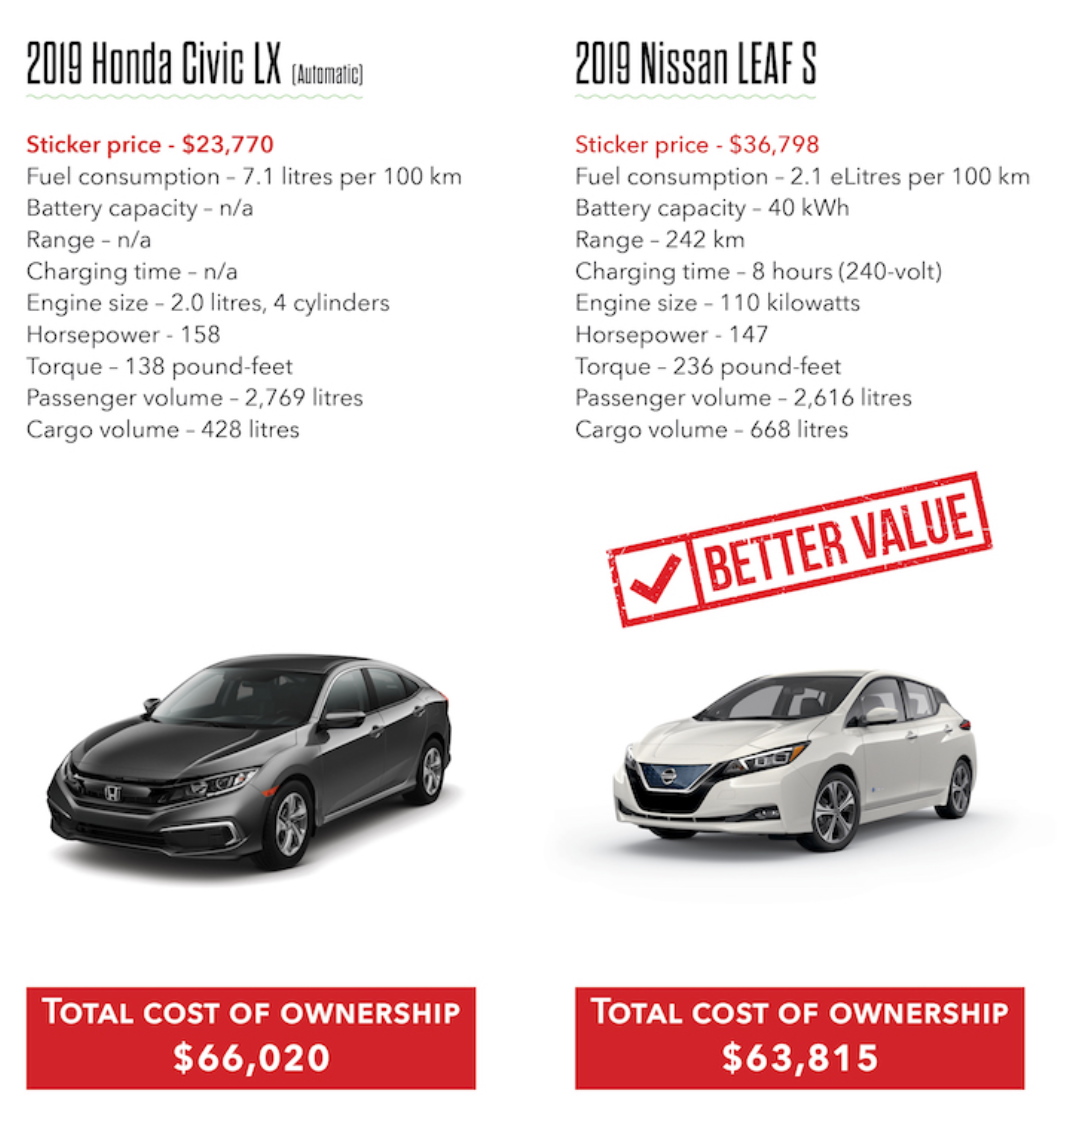 2019 Honda Civic LX (Automatic)
Sticker price - $23,770
Fuel consumption – 7.1 litres per 100 km
Battery capacity – n/a
Range – n/a
Charging time – n/a
Engine size – 2.0 litres, 4 cylinders
Horsepower - 158
Torque – 138 pound-feet
Passenger volume – 2,769 litres
Cargo volume – 428 litres
TOTAL COST OF OWNERSHIP
$66,020
2019 Nissan LEAF S
Sticker price - $36,798
Fuel consumption – 2.1 eLitres per 100 km
Battery capacity – 40 kWh
Range – 242 km
Charging time – 8 hours (240-volt)
Engine size – 110 kilowatts
Horsepower - 147
Torque – 236 pound-feet
Passenger volume – 2,616 litres
Cargo volume – 668 litres
BETTER VALUE
TOTAL COST OF OWNERSHIP
$63,815